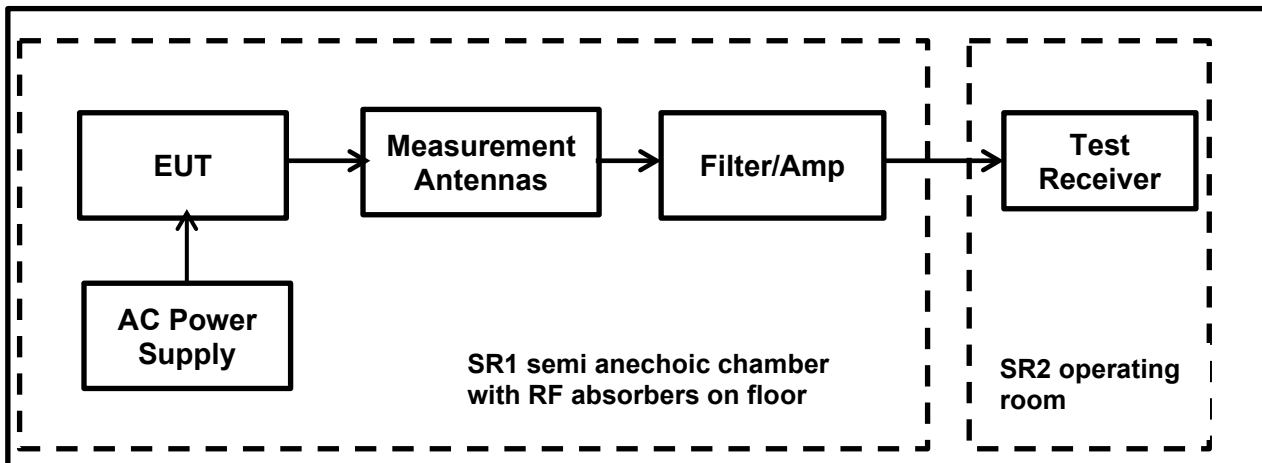 EUT
Measurement
Antennas
Filter/Amp
Test
Receiver
AC Power
Supply
SR1 semi anechoic chamber
with RF absorbers on floor
SR2 operating
room